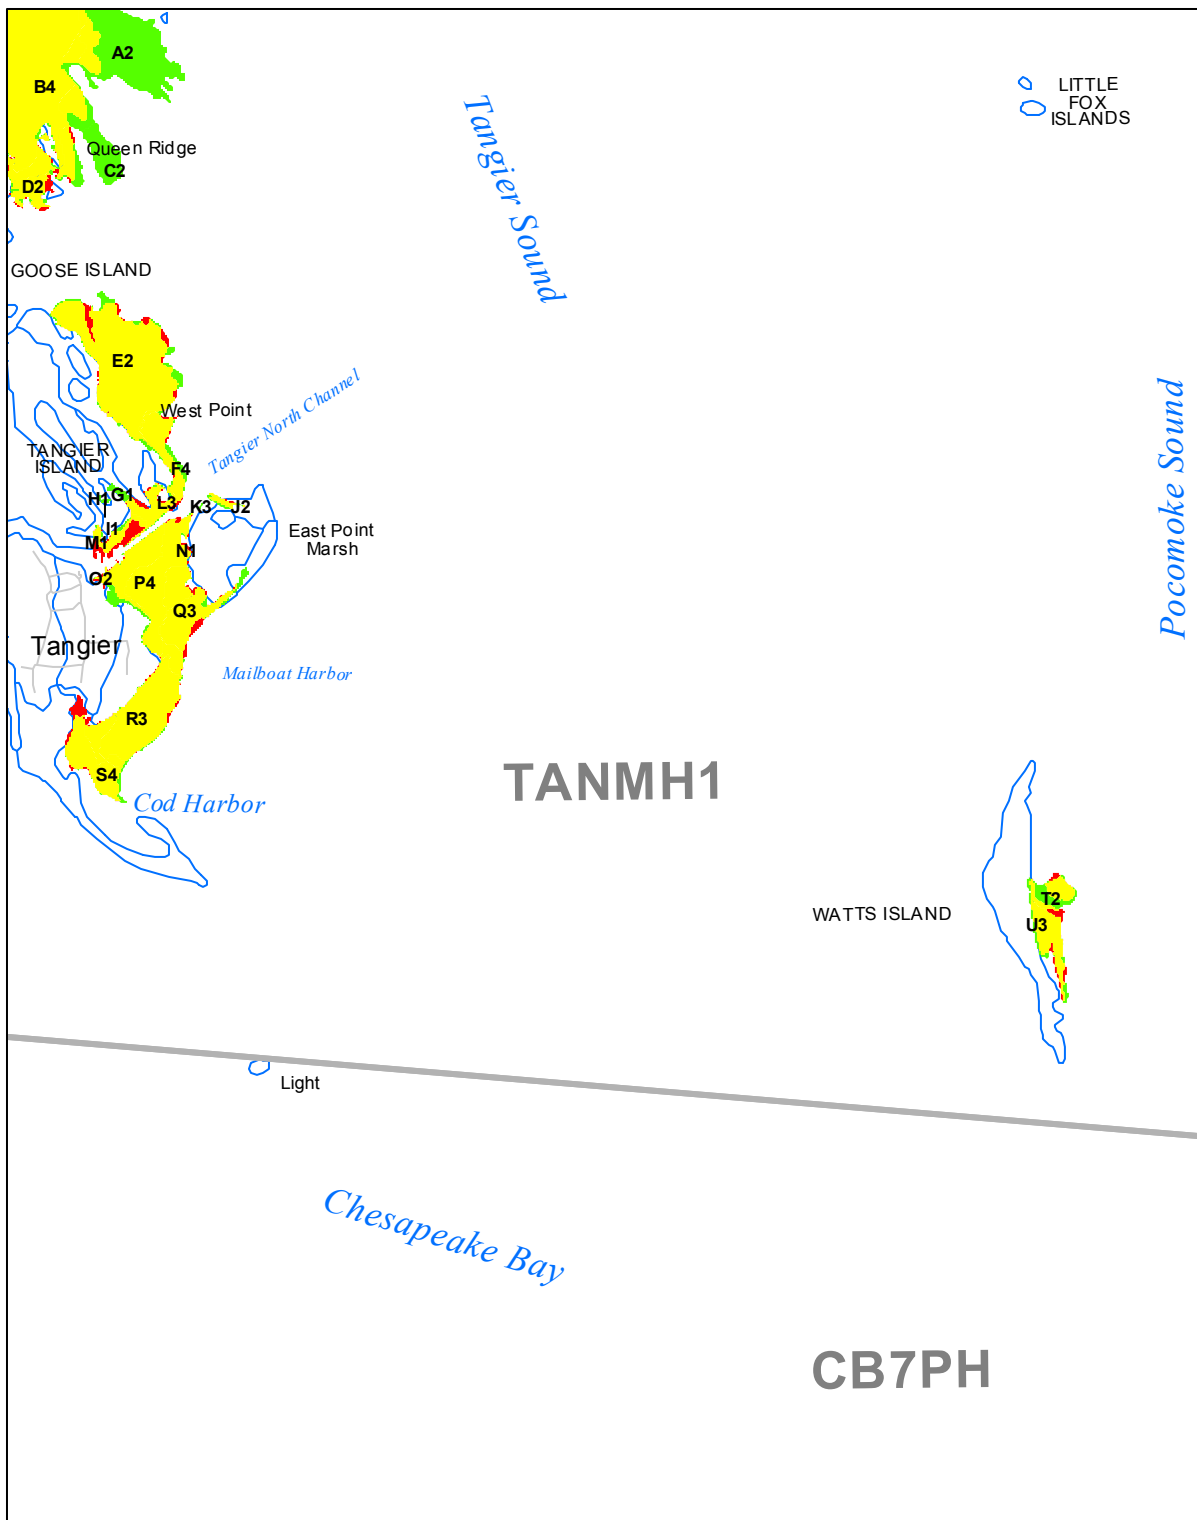 A2
B4
Queen Ridge
C2
D2
LITTLE
FOX
ISLANDS
Tangier Sound
GOOSE ISLAND
E2
West Point
Tangier North Channel
TANGIER
ISLAND
F4
H1
G1
L3
K3
J2
I1
M1
N1
East Point
Marsh
O2
P4
Q3
Pocomoke Sound
Tangier
Mailboat Harbor
R3
S4
Cod Harbor
TANMH1
T2
WATTS ISLAND
U3
Light
Chesapeake Bay
CB7PH